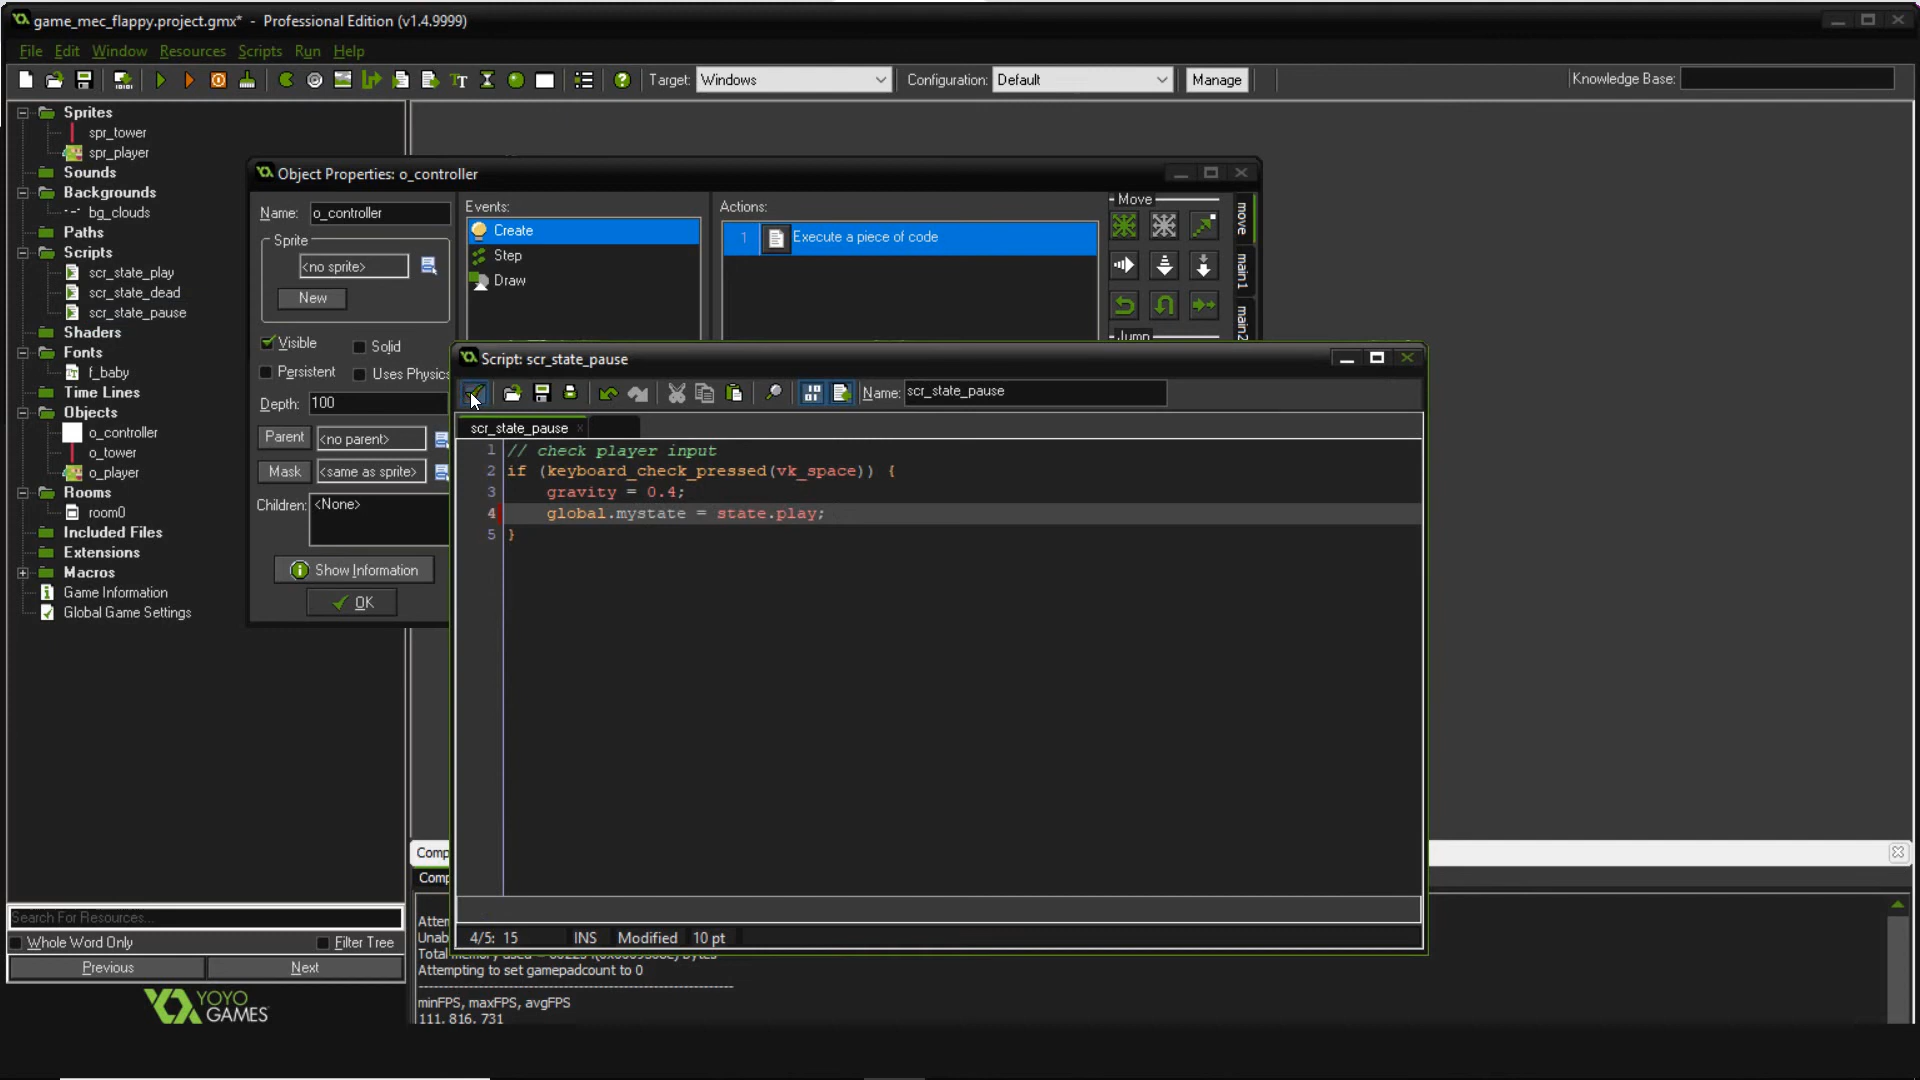 game_mec_flappy.project.gmx* - Professional Edition (v1.4.9999)
File Edit Window Resources Scripts Run Help
Target: Windows Configuration: Default Manage Knowledge Base:
Sprites
spr_tower
spr_player
Sounds
Backgrounds
bg_clouds
Paths
Scripts
scr_state_play
scr_state_dead
scr_state_pause
Shaders
Fonts
f_baby
Time Lines
Objects
o_controller
o_tower
o_player
Rooms
room0
Included Files
Extensions
Macros
Game Information
Global Game Settings
Search For Resources...
Whole Word Only Filter Tree
Previous Next
YOYO
GAMES
Object Properties: o_controller
Name: o_controller
Sprite
<no sprite>
New
Visible Solid
Persistent Uses Physics
Depth: 100
Parent <no parent>
Mask <same as sprite>
Children: <None>
Show Information
OK
Events:
Create
Step
Draw
Actions:
1 Execute a piece of code
Move
Jump
move
main1
main2
Script: scr_state_pause
Name: scr_state_pause
scr_state_pause
1 // check player input
2 if (keyboard_check_pressed(vk_space)) {
3 gravity = 0.4;
4 global.mystate = state.play;
5 }
4/5: 15 INS Modified 10 pt
Comp
Comp
Atten
Unab
Attempting to set gamepadcount to 0
minFPS, maxFPS, avgFPS
111, 816, 731